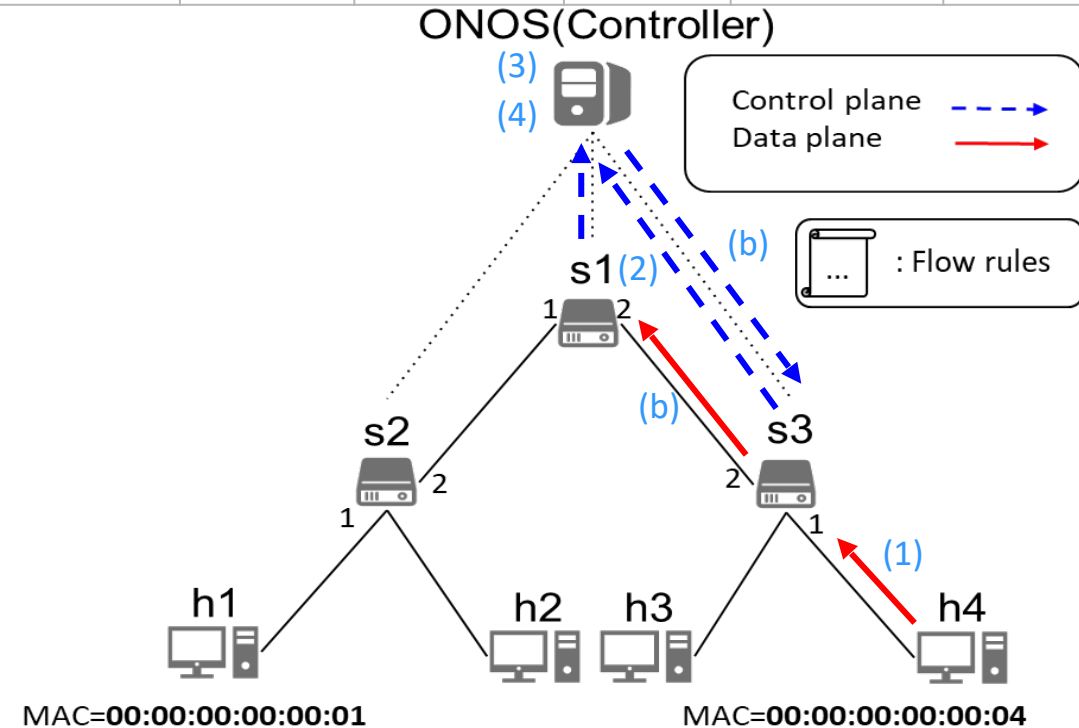 ONOS(Controller)
(3)
(4)
Control plane
Data plane
(b)
... : Flow rules
s1 (2)
1 2
(b)
s2
s3
2
2
1
1
(1)
h1
h2
h3
h4
MAC=00:00:00:00:00:01
MAC=00:00:00:00:00:04